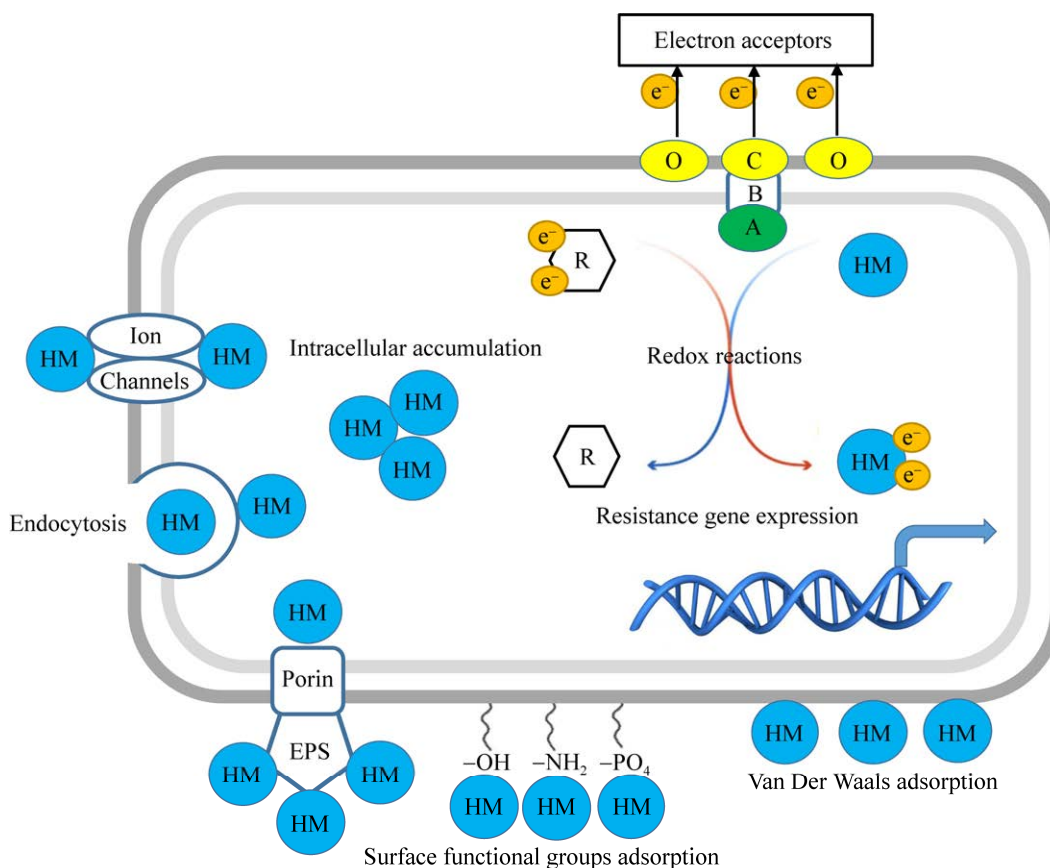 Electron acceptors
e⁻ e⁻ e⁻
O C O
B
A
e⁻
R
e⁻
HM
Ion
HM HM
Channels
Intracellular accumulation
Redox reactions
HM
HM
HM
R
e⁻
HM
e⁻
Endocytosis
HM
HM
Resistance gene expression
HM
Porin
EPS
HM HM
HM
–OH –NH₂ –PO₄
HM HM HM
Surface functional groups adsorption
HM HM HM
Van Der Waals adsorption